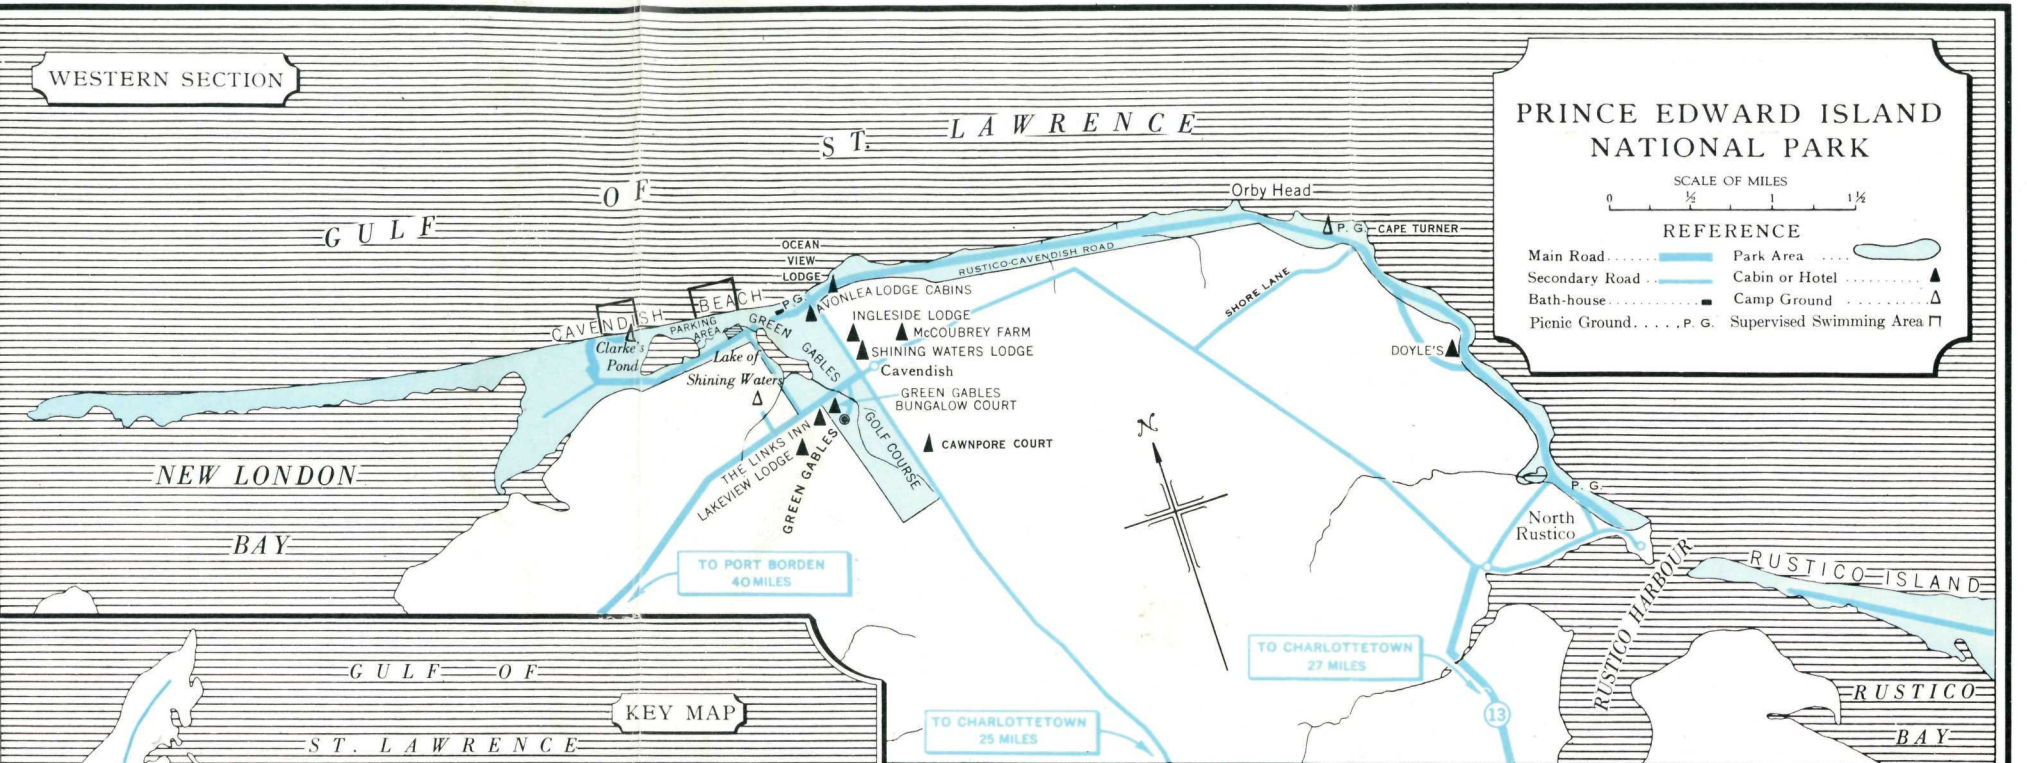 WESTERN SECTION
GULF OF ST. LAWRENCE
PRINCE EDWARD ISLAND
NATIONAL PARK
SCALE OF MILES
0 ½ 1 1½
REFERENCE
Main Road
Secondary Road
Bath-house
Picnic Ground P. G.
Park Area
Cabin or Hotel
Camp Ground
Supervised Swimming Area
Orby Head
P. G.
CAPE TURNER
OCEAN
VIEW
LODGE
RUSTICO-CAVENDISH ROAD
SHORE LANE
AVONLEA LODGE CABINS
P.G.
CAVENDISH BEACH
PARKING
AREA
GREEN GABLES
INGLESIDE LODGE
McCOUBREY FARM
SHINING WATERS LODGE
Cavendish
Clarke's
Pond
Lake of
Shining Waters
GREEN GABLES
BUNGALOW COURT
DOYLE'S
THE LINKS INN
LAKEVIEW LODGE
GREEN GABLES
GOLF COURSE
CAWNPORE COURT
N
NEW LONDON
BAY
P. G.
North
Rustico
RUSTICO HARBOUR
RUSTICO ISLAND
TO PORT BORDEN
40 MILES
TO CHARLOTTETOWN
27 MILES
13
RUSTICO
BAY
TO CHARLOTTETOWN
25 MILES
GULF OF
KEY MAP
ST. LAWRENCE